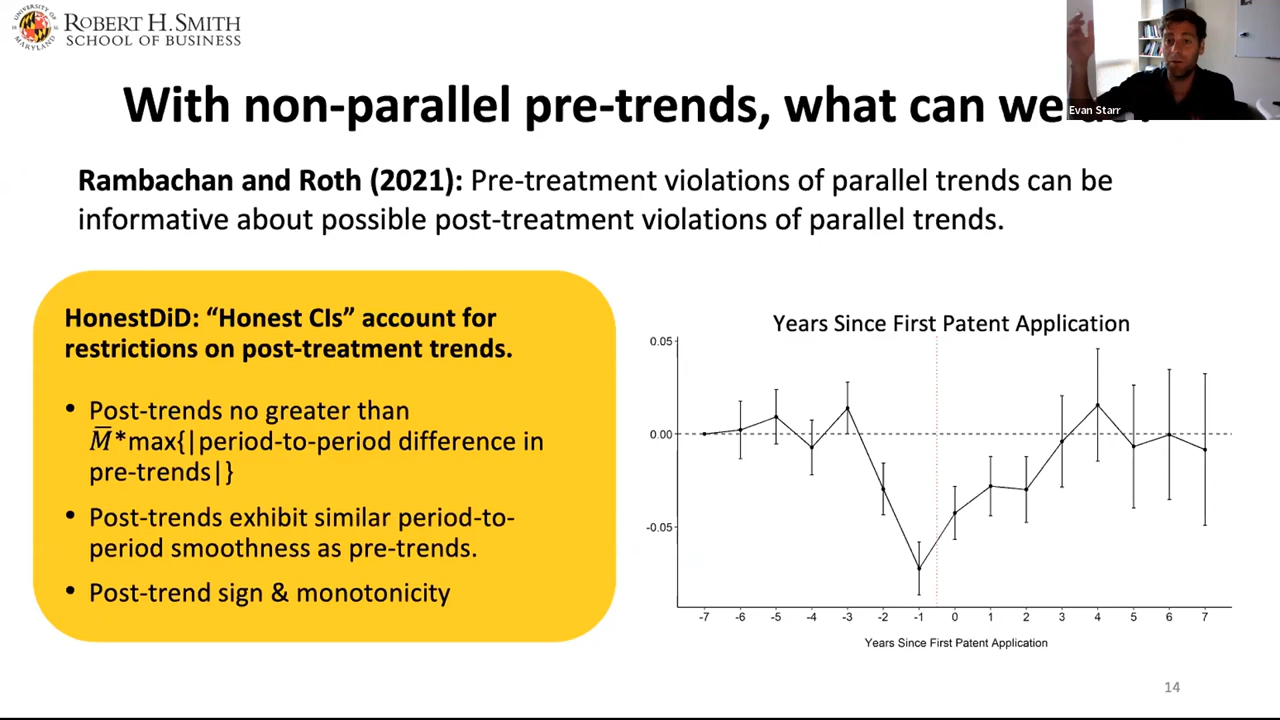 UNIVERSITY OF
MARYLAND
ROBERT H. SMITH
SCHOOL OF BUSINESS
Evan Starr
With non-parallel pre-trends, what can we
Rambachan and Roth (2021): Pre-treatment violations of parallel trends can be
informative about possible post-treatment violations of parallel trends.
HonestDiD: “Honest CIs” account for
restrictions on post-treatment trends.
• Post-trends no greater than
M̅*max{|period-to-period difference in
pre-trends|}
• Post-trends exhibit similar period-to-
period smoothness as pre-trends.
• Post-trend sign & monotonicity
Years Since First Patent Application
0.05
0.00
-0.05
-7 -6 -5 -4 -3 -2 -1 0 1 2 3 4 5 6 7
Years Since First Patent Application
14